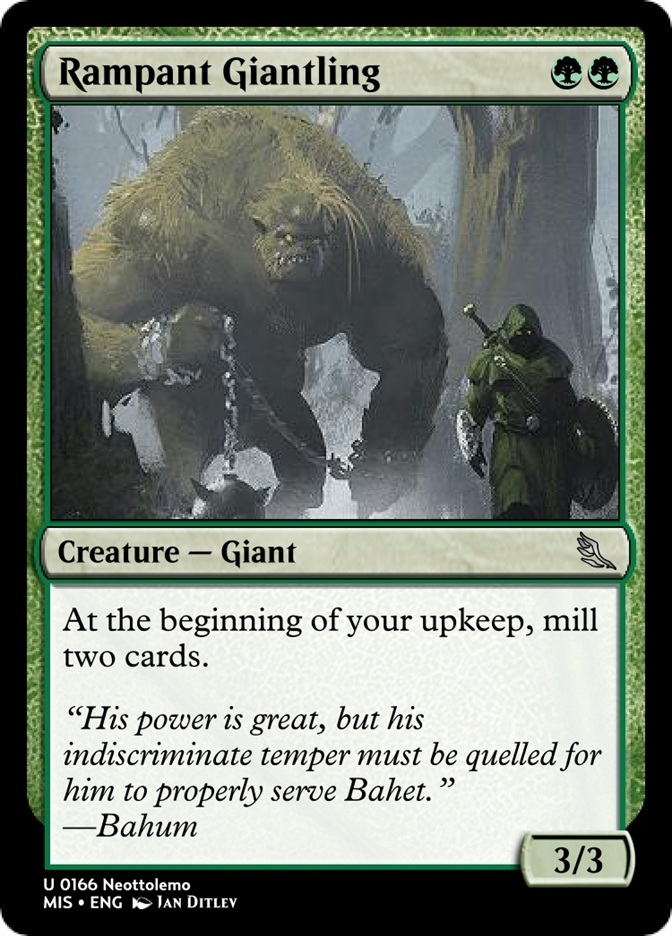 Rampant Giantling
Creature — Giant
At the beginning of your upkeep, mill
two cards.
“His power is great, but his
indiscriminate temper must be quelled for
him to properly serve Bahet.”
—Bahum
3/3
U 0166 Neottolemo
MIS • ENG Jan Ditlev